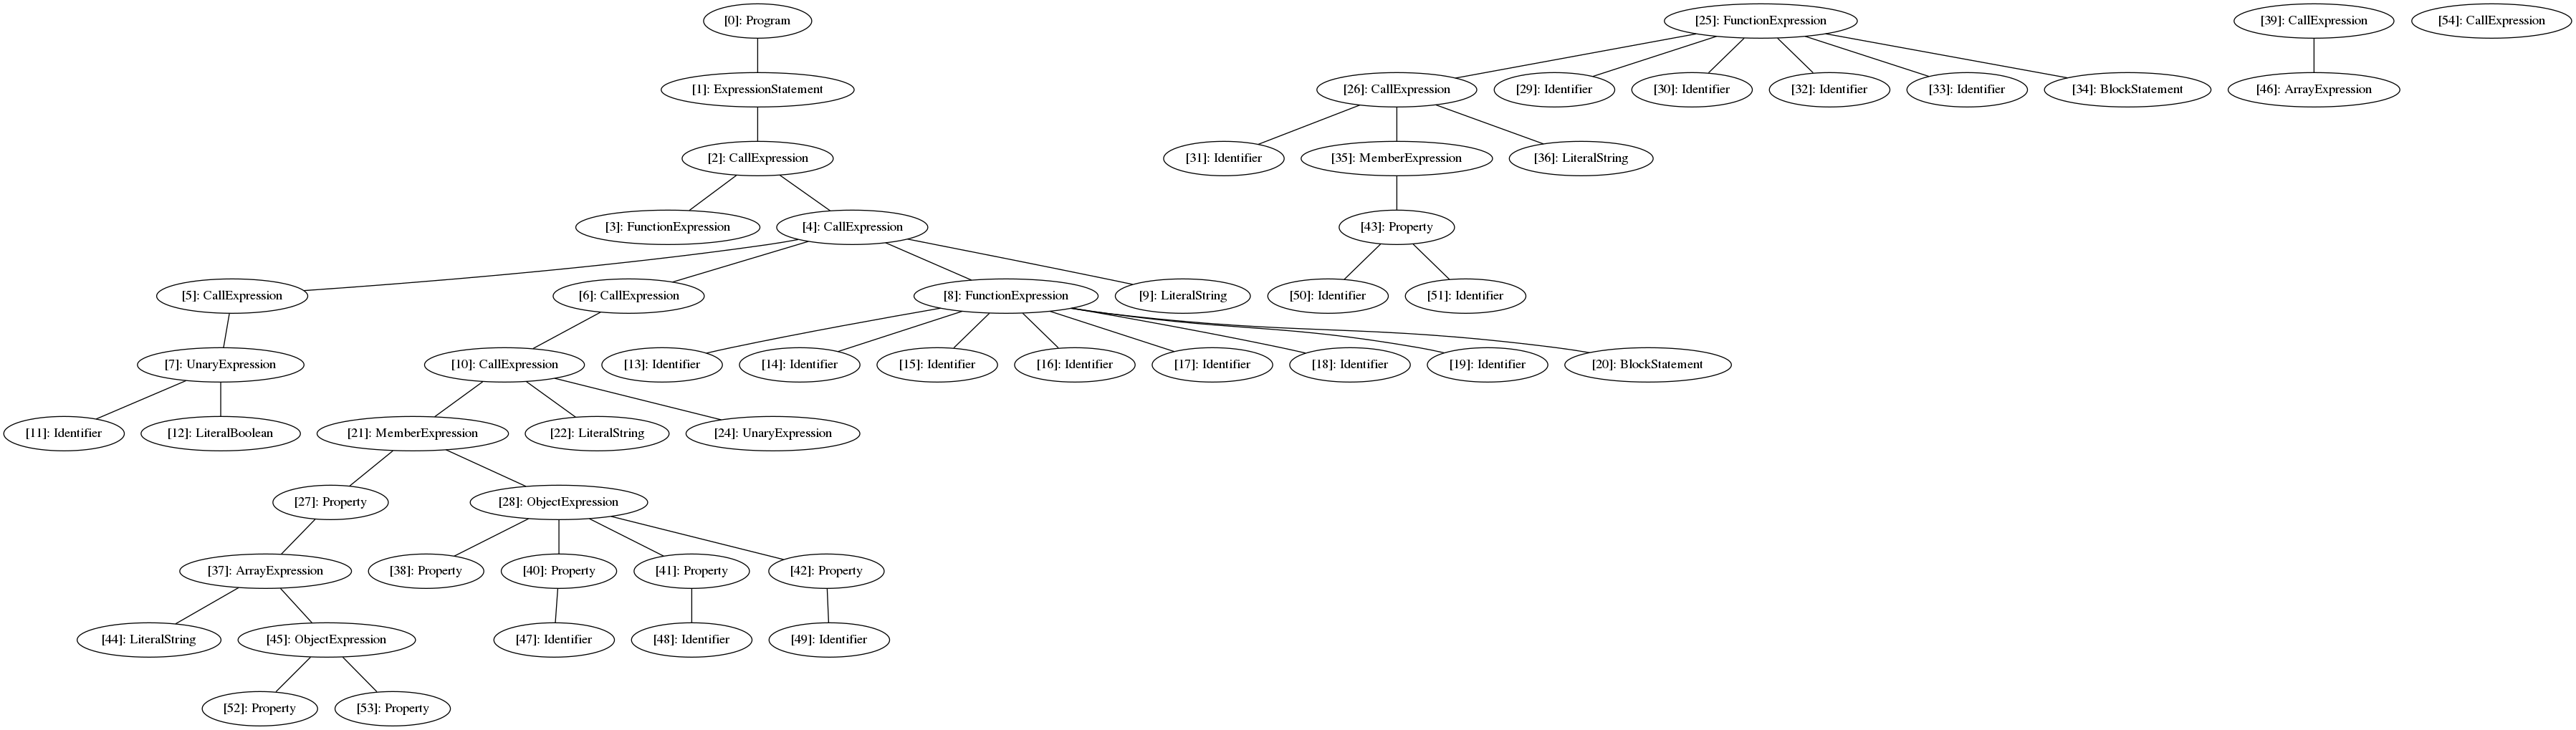 [0]: Program
[25]: FunctionExpression
[39]: CallExpression
[54]: CallExpression
[1]: ExpressionStatement
[26]: CallExpression
[29]: Identifier
[30]: Identifier
[32]: Identifier
[33]: Identifier
[34]: BlockStatement
[46]: ArrayExpression
[2]: CallExpression
[31]: Identifier
[35]: MemberExpression
[36]: LiteralString
[3]: FunctionExpression
[4]: CallExpression
[43]: Property
[5]: CallExpression
[6]: CallExpression
[8]: FunctionExpression
[9]: LiteralString
[50]: Identifier
[51]: Identifier
[7]: UnaryExpression
[10]: CallExpression
[13]: Identifier
[14]: Identifier
[15]: Identifier
[16]: Identifier
[17]: Identifier
[18]: Identifier
[19]: Identifier
[20]: BlockStatement
[11]: Identifier
[12]: LiteralBoolean
[21]: MemberExpression
[22]: LiteralString
[24]: UnaryExpression
[27]: Property
[28]: ObjectExpression
[37]: ArrayExpression
[38]: Property
[40]: Property
[41]: Property
[42]: Property
[44]: LiteralString
[45]: ObjectExpression
[47]: Identifier
[48]: Identifier
[49]: Identifier
[52]: Property
[53]: Property